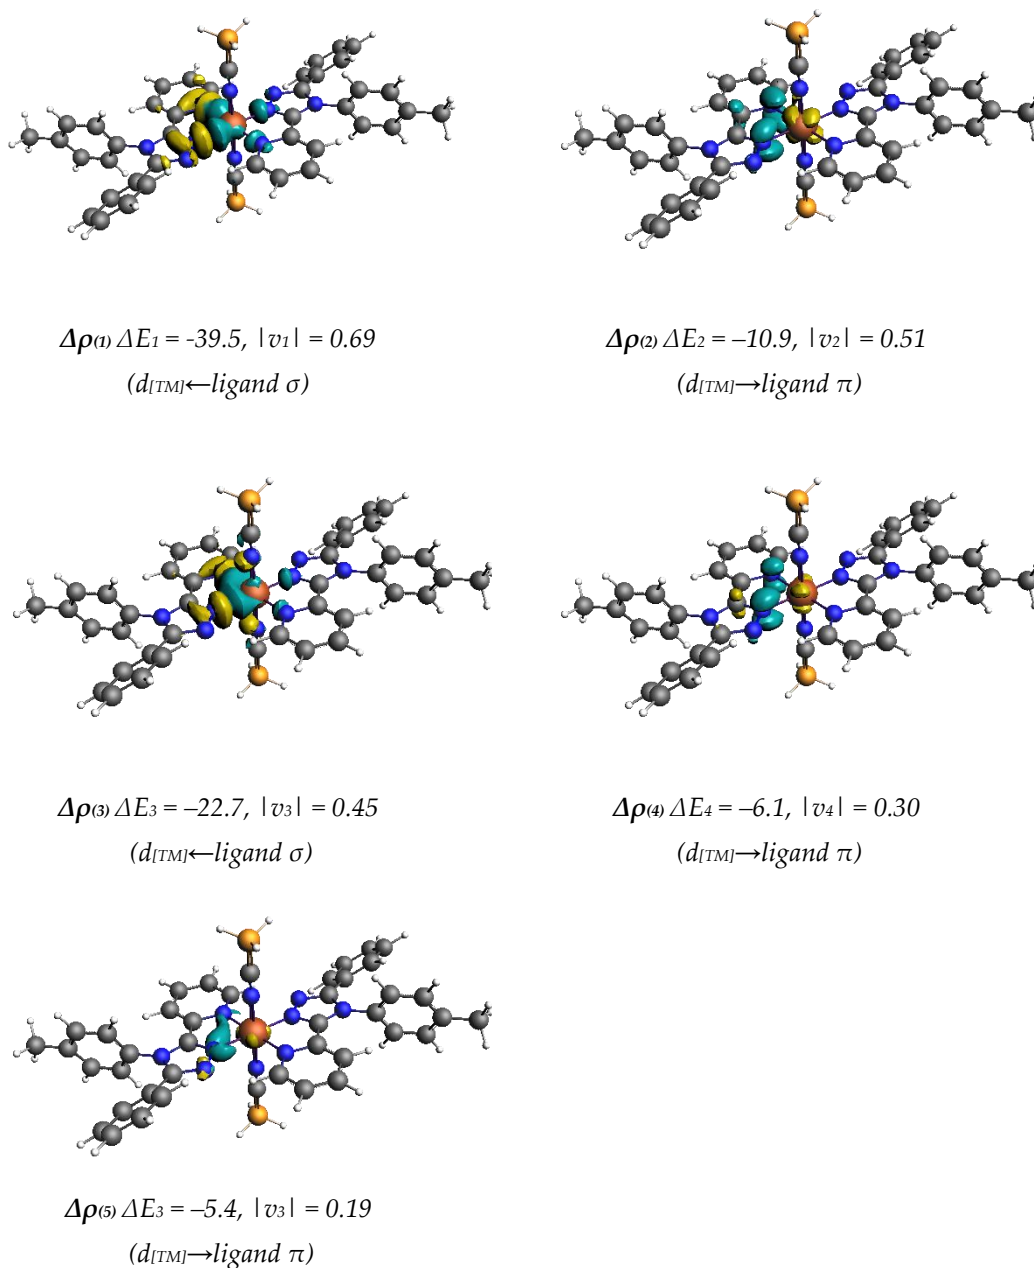 Δρ(1) ΔE1 = -39.5, |v1| = 0.69
(d[TM]←ligand σ)
Δρ(2) ΔE2 = –10.9, |v2| = 0.51
(d[TM]→ligand π)
Δρ(3) ΔE3 = –22.7, |v3| = 0.45
(d[TM]←ligand σ)
Δρ(4) ΔE4 = –6.1, |v4| = 0.30
(d[TM]→ligand π)
Δρ(5) ΔE3 = –5.4, |v3| = 0.19
(d[TM]→ligand π)